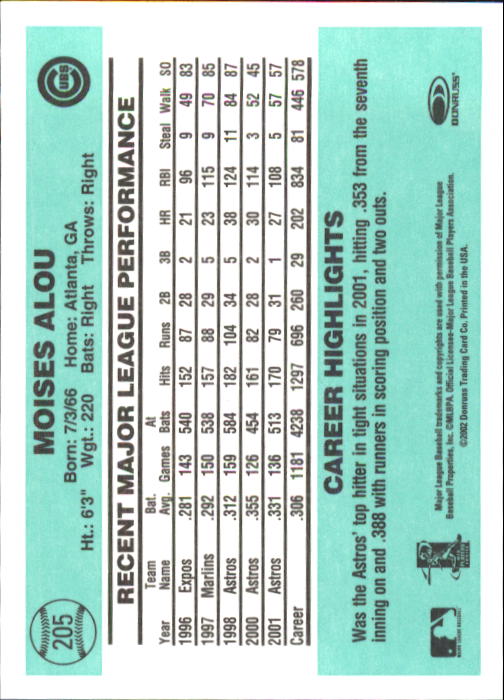 205
MOISES ALOU
Born: 7/3/66 Home: Atlanta, GA
Ht.: 6'3" Wgt.: 220 Bats: Right Throws: Right
CUBS
RECENT MAJOR LEAGUE PERFORMANCE
Year Team Name Bat. Avg. Games At Bats Hits Runs 2B 3B HR RBI Steal Walk SO
1996 Expos .281 143 540 152 87 28 2 21 96 9 49 83
1997 Marlins .292 150 538 157 88 29 5 23 115 9 70 85
1998 Astros .312 159 584 182 104 34 5 38 124 11 84 87
2000 Astros .355 126 454 161 82 28 2 30 114 3 52 45
2001 Astros .331 136 513 170 79 31 1 27 108 5 57 57
Career .306 1181 4238 1297 696 260 29 202 834 81 446 578
CAREER HIGHLIGHTS
Was the Astros' top hitter in tight situations in 2001, hitting .353 from the seventh
inning on and .388 with runners in scoring position and two outs.
Major League Baseball trademarks and copyrights are used with permission of Major League
Baseball Properties, Inc. ©MLBPA. Official Licensee-Major League Baseball Players Association.
©2002 Donruss Trading Card Co. Printed in the USA.
DONRUSS